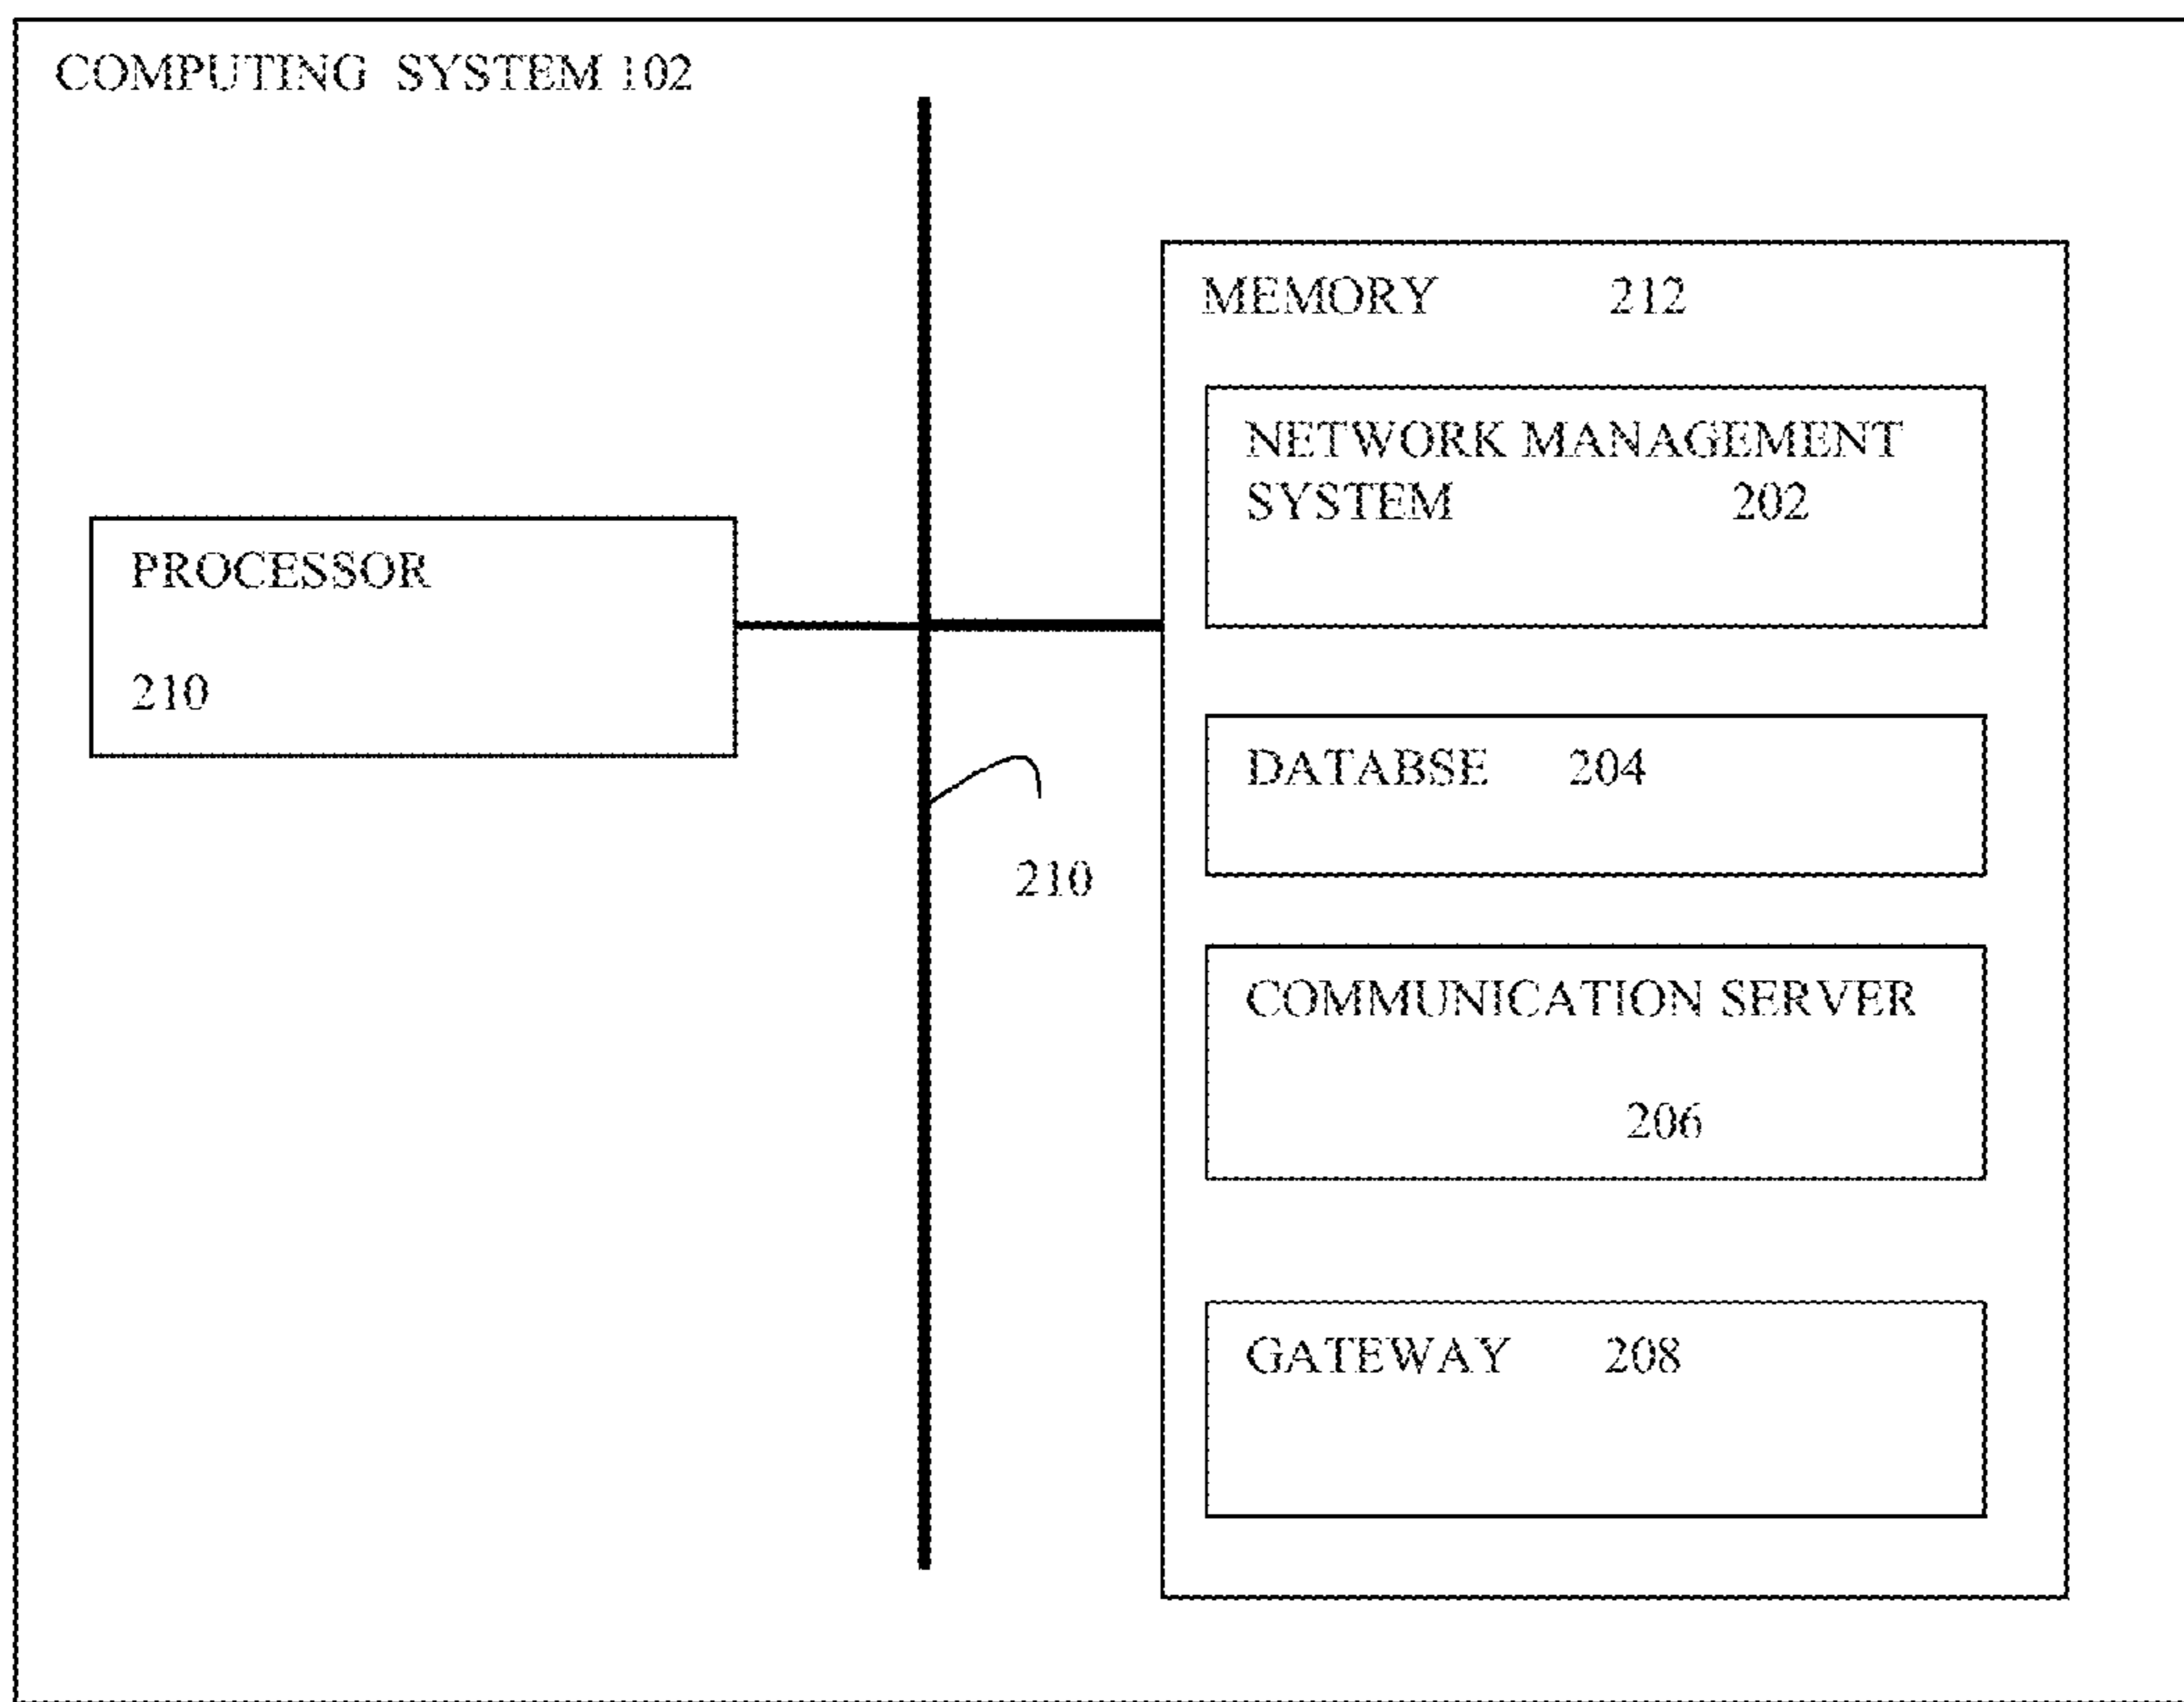 COMPUTING SYSTEM 102
PROCESSOR
210
210
MEMORY 212
NETWORK MANAGEMENT
SYSTEM 202
DATABSE 204
COMMUNICATION SERVER
206
GATEWAY 208